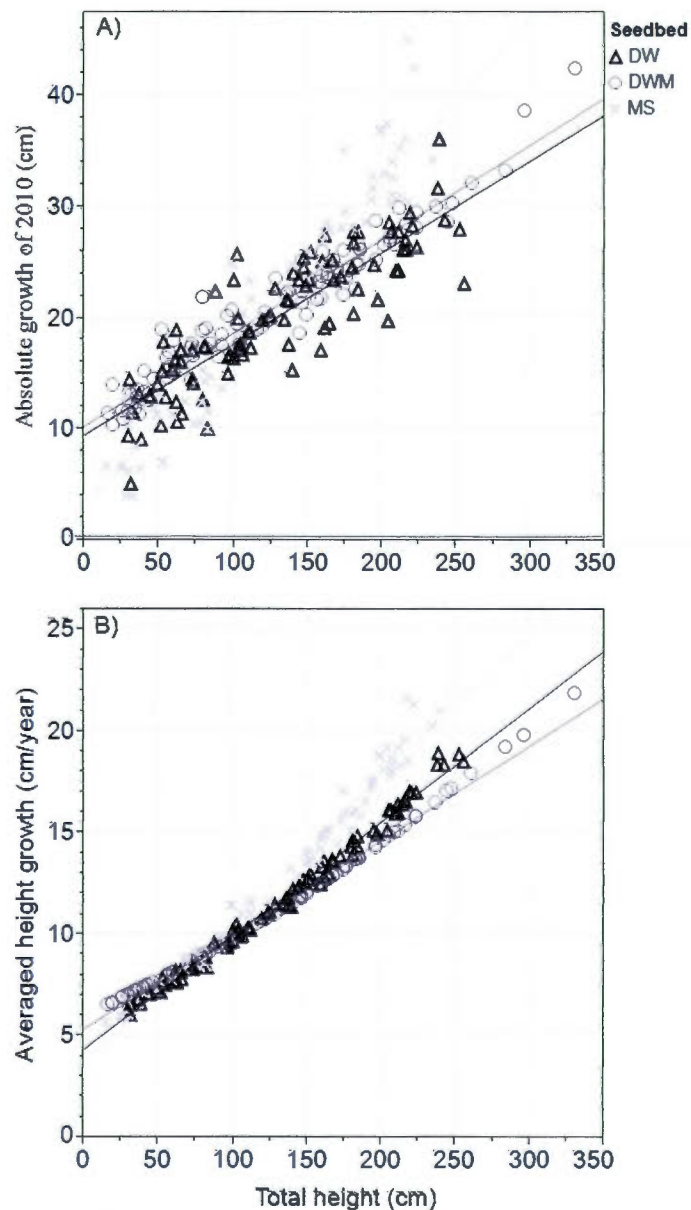 A)
Seedbed
DW
DWM
MS
Absolute growth of 2010 (cm)
40
30
20
10
0
0 50 100 150 200 250 300 350
B)
Averaged height growth (cm/year)
25
20
15
10
5
0
0 50 100 150 200 250 300 350
Total height (cm)